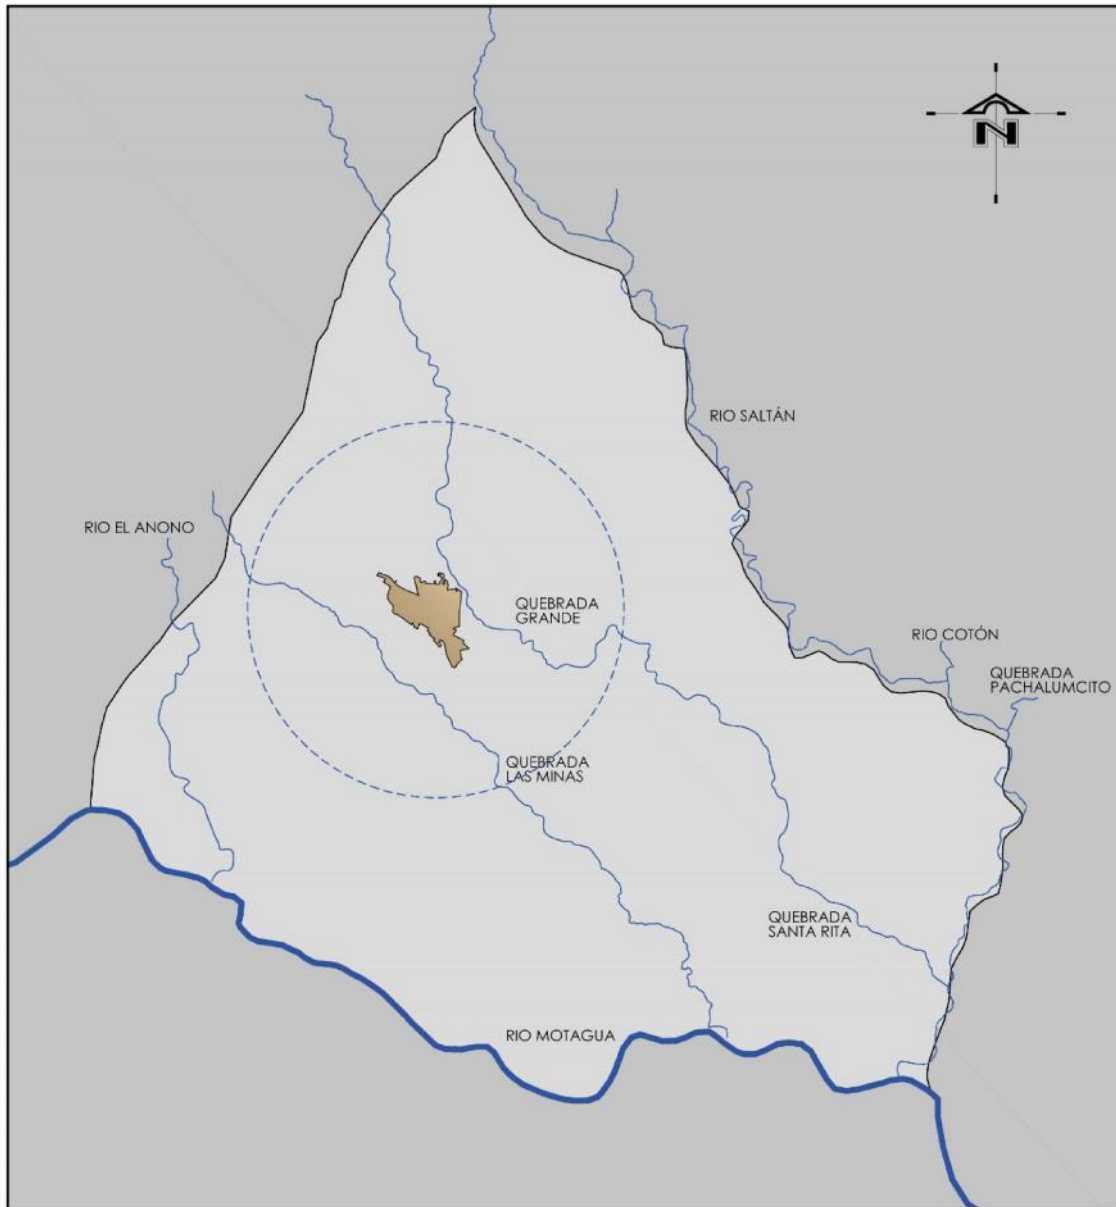 N
RIO SALTÁN
RIO EL ANONO
QUEBRADA
GRANDE
RIO COTÓN
QUEBRADA
PACHALUMCITO
QUEBRADA
LAS MINAS
QUEBRADA
SANTA RITA
RIO MOTAGUA